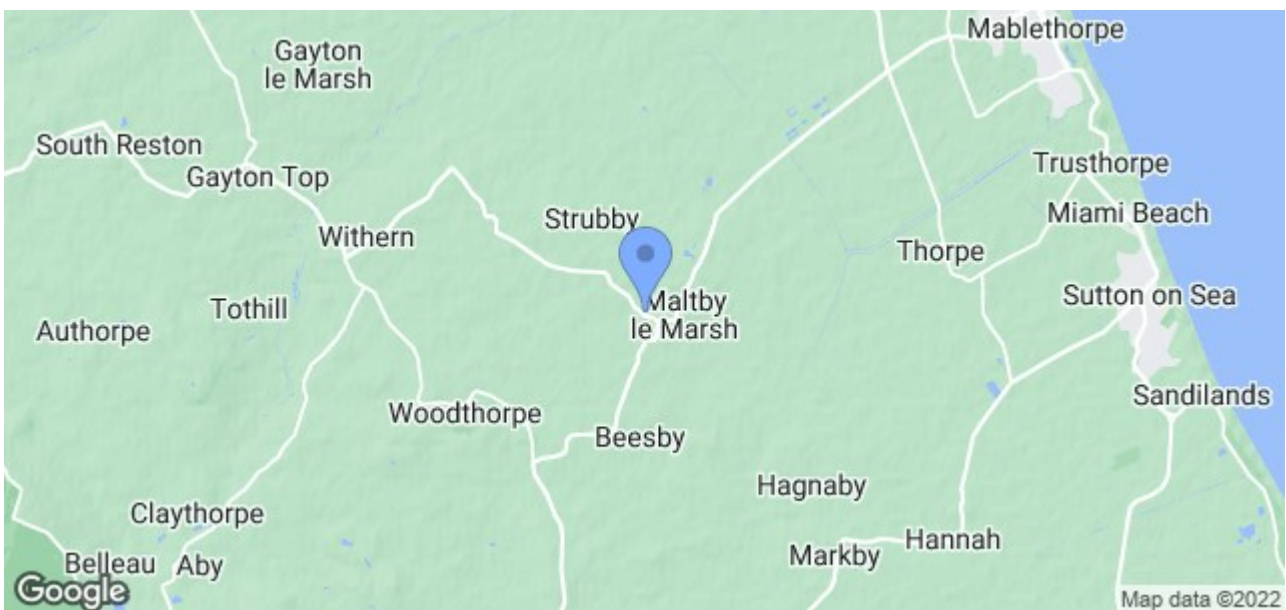 Mablethorpe
Gayton
le Marsh
South Reston
Gayton Top
Trusthorpe
Strubby
Miami Beach
Withern
Thorpe
Maltby
le Marsh
Tothill
Sutton on Sea
Authorpe
Sandilands
Woodthorpe
Beesby
Hagnaby
Claythorpe
Hannah
Markby
Belleau
Aby
Google
Map data ©2022